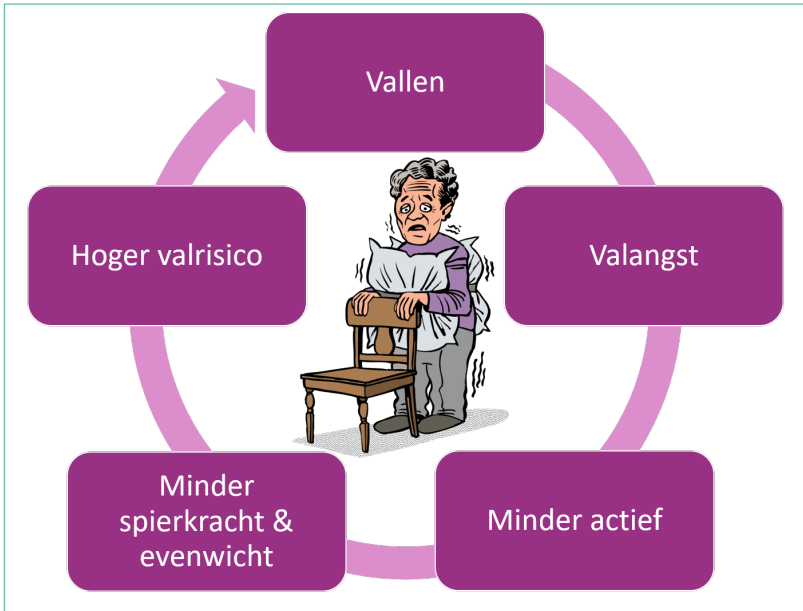 Vallen
Valangst
Minder actief
Minder
spierkracht &
evenwicht
Hoger valrisico